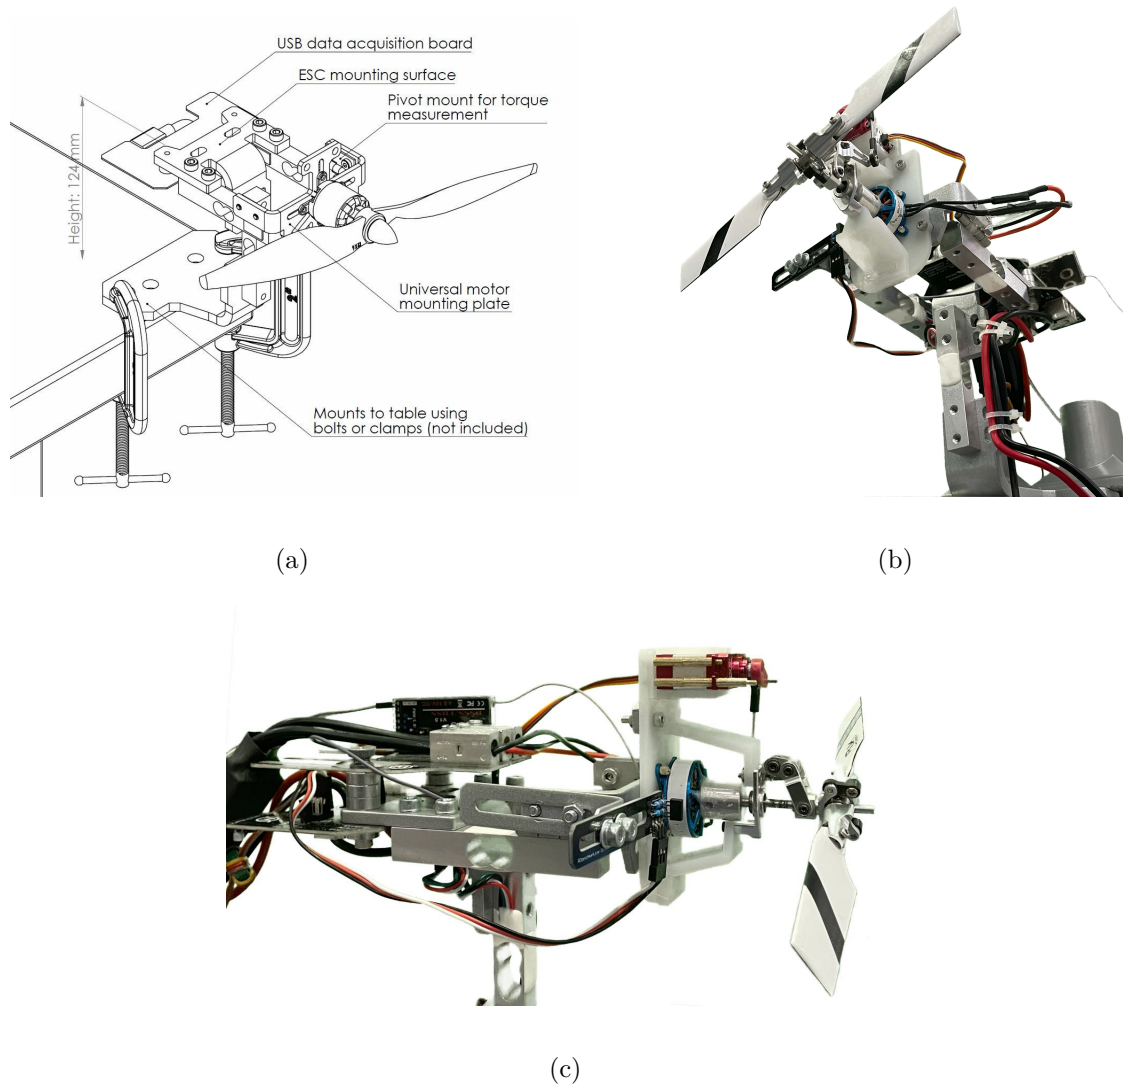 USB data acquisition board
ESC mounting surface
Pivot mount for torque
measurement
Height: 124 mm
Universal motor
mounting plate
Mounts to table using
bolts or clamps (not included)
(a)
(b)
(c)